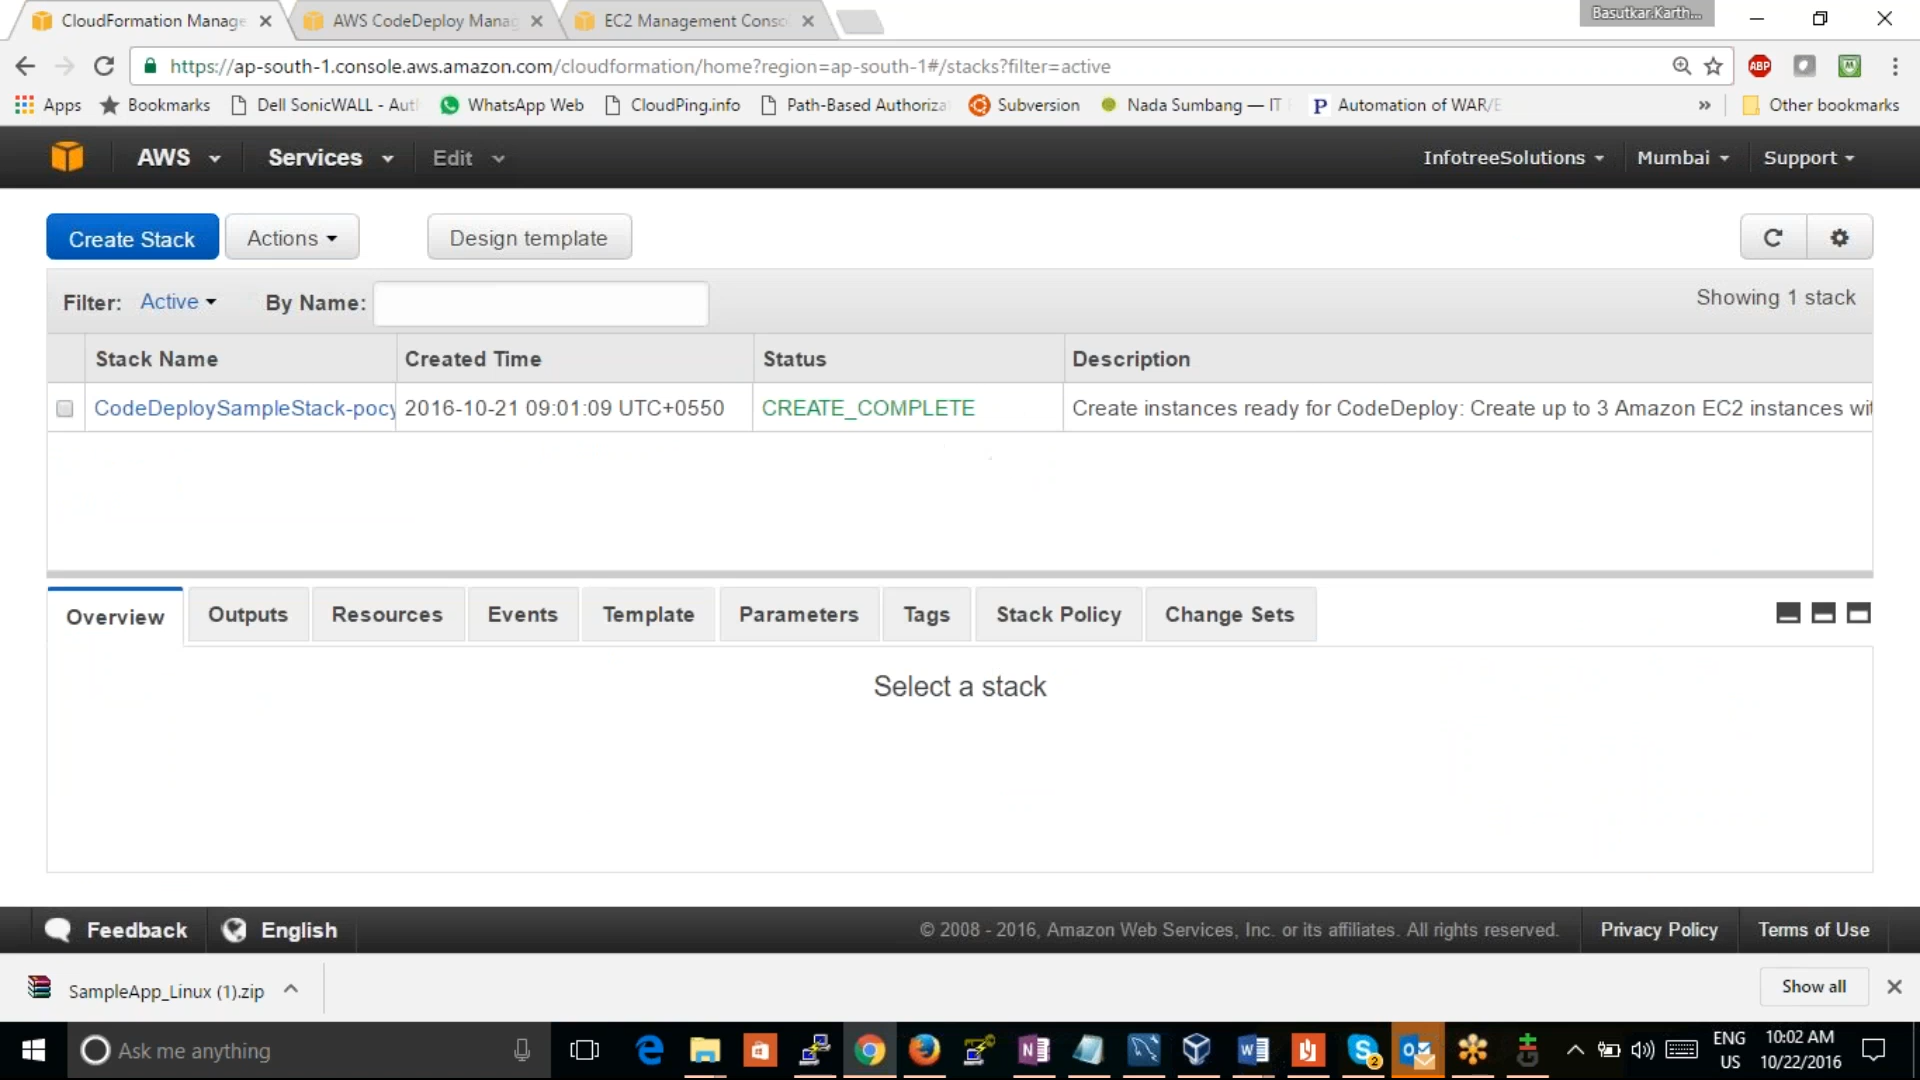 CloudFormation Manage
AWS CodeDeploy Manag
EC2 Management Conso
Basutkar.Karth...
https://ap-south-1.console.aws.amazon.com/cloudformation/home?region=ap-south-1#/stacks?filter=active
ABP
Apps
Bookmarks
Dell SonicWALL - Aut
WhatsApp Web
CloudPing.info
Path-Based Authoriza
Subversion
Nada Sumbang — IT
P Automation of WAR/E
»
Other bookmarks
AWS
Services
Edit
InfotreeSolutions
Mumbai
Support
Create Stack
Actions
Design template
Filter: Active
By Name:
Showing 1 stack
Stack Name
Created Time
Status
Description
CodeDeploySampleStack-pocy
2016-10-21 09:01:09 UTC+0550
CREATE_COMPLETE
Create instances ready for CodeDeploy: Create up to 3 Amazon EC2 instances wit
Overview
Outputs
Resources
Events
Template
Parameters
Tags
Stack Policy
Change Sets
Select a stack
Feedback
English
© 2008 - 2016, Amazon Web Services, Inc. or its affiliates. All rights reserved.
Privacy Policy
Terms of Use
SampleApp_Linux (1).zip
Show all
Ask me anything
2
ENG
US
10:02 AM
10/22/2016